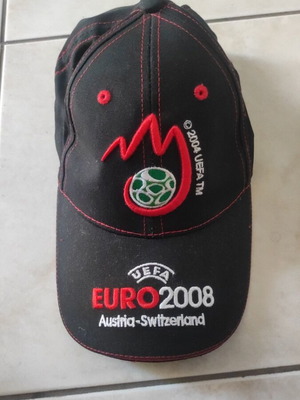 © 2004 UEFA TM
UEFA
EURO2008
Austria-Switzerland